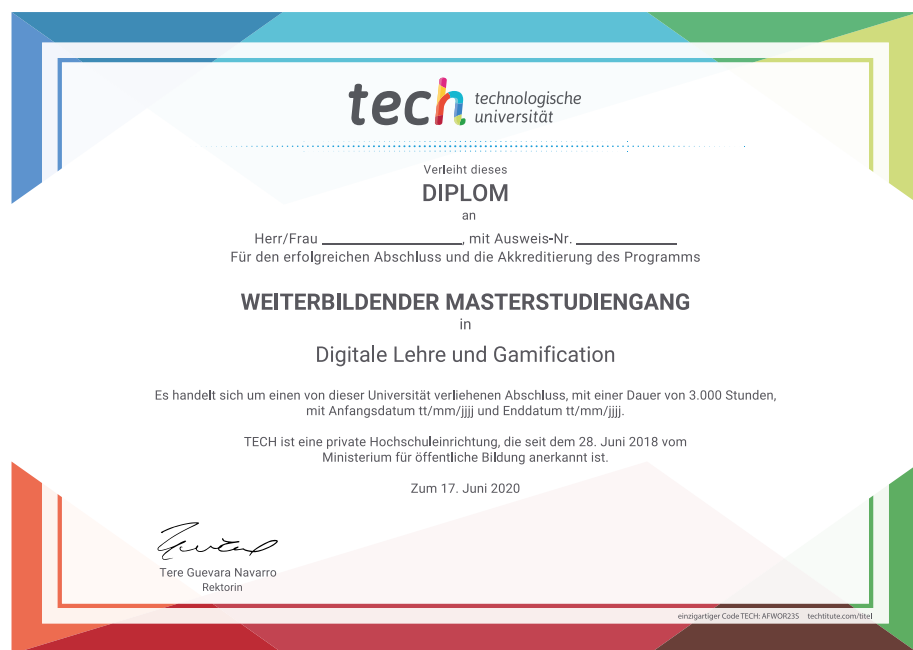 tech technologische
universität
Verleiht dieses
DIPLOM
an
Herr/Frau ____________________, mit Ausweis-Nr. __________________
Für den erfolgreichen Abschluss und die Akkreditierung des Programms
WEITERBILDENDER MASTERSTUDIENGANG
in
Digitale Lehre und Gamification
Es handelt sich um einen von dieser Universität verliehenen Abschluss, mit einer Dauer von 3.000 Stunden,
mit Anfangsdatum tt/mm/jjjj und Enddatum tt/mm/jjjj.
TECH ist eine private Hochschuleinrichtung, die seit dem 28. Juni 2018 vom
Ministerium für öffentliche Bildung anerkannt ist.
Zum 17. Juni 2020
Tere Guevara Navarro
Rektorin
einzigartiger Code TECH: AFWOR23S techtitute.com/titel